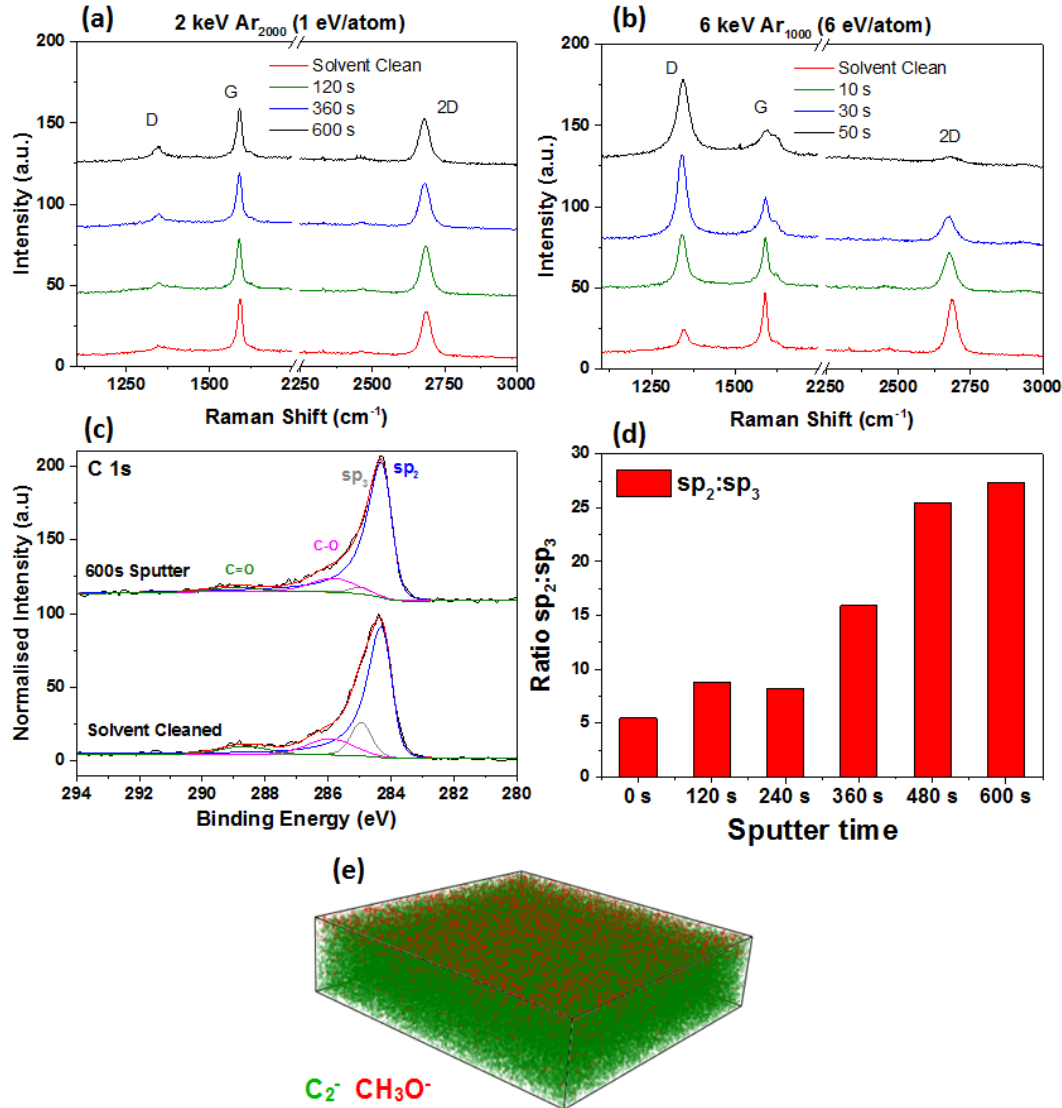 (a)
2 keV Ar2000 (1 eV/atom)
200
150
100
50
0
Intensity (a.u.)
Solvent Clean
120 s
360 s
600 s
D
G
2D
1250
1500
2250
2500
2750
3000
Raman Shift (cm-1)
(b)
6 keV Ar1000 (6 eV/atom)
200
150
100
50
0
Intensity (a.u.)
Solvent Clean
10 s
30 s
50 s
D
G
2D
1250
1500
2250
2500
2750
3000
Raman Shift (cm-1)
(c)
C 1s
200
150
100
50
0
Normalised Intensity (a.u)
sp3
sp2
C-O
C=O
600s Sputter
Solvent Cleaned
294
292
290
288
286
284
282
280
Binding Energy (eV)
(d)
30
25
20
15
10
5
0
Ratio sp2:sp3
sp2:sp3
0 s
120 s
240 s
360 s
480 s
600 s
Sputter time
(e)
C2- CH3O-